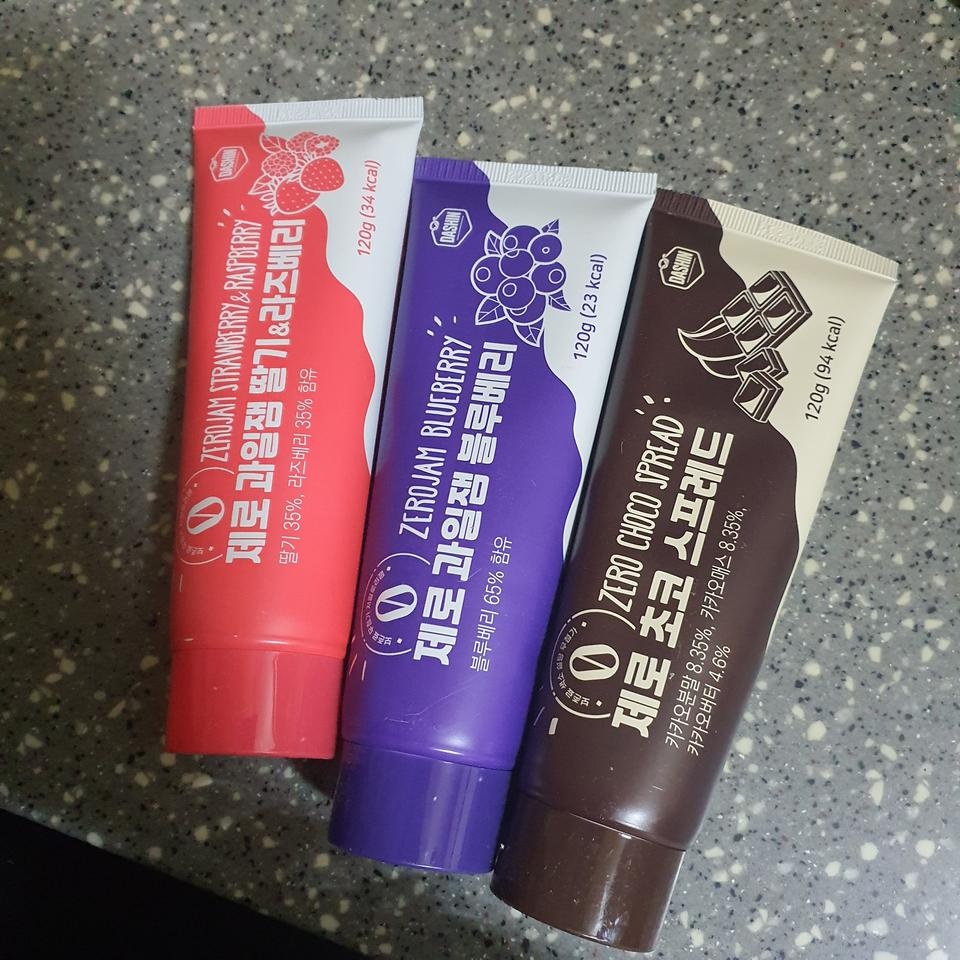 DASHIN
120g (34 kcal)
ZEROJAM STRAWBERRY & RASPBERRY
제로 과일잼 딸기&라즈베리
딸기 35%, 라즈베리 35% 함유
DASHIN
120g (23 kcal)
ZEROJAM BLUEBERRY
제로 과일잼 블루베리
블루베리 65% 함유
DASHIN
120g (94 kcal)
ZERO CHOCO SPREAD
제로 초코 스프레드
카카오분말 8.35%, 카카오매스 8.35%,
카카오버터 4.6%